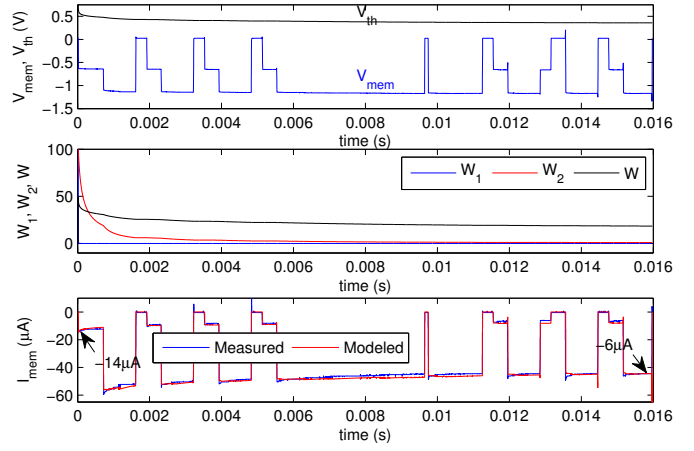 V_mem, V_th (V)
0.5
0
−0.5
−1
−1.5
V_th
V_mem
0 0.002 0.004 0.006 0.008 0.01 0.012 0.014 0.016
time (s)
W_1, W_2, W
100
50
0
W_1 W_2 W
0 0.002 0.004 0.006 0.008 0.01 0.012 0.014 0.016
time (s)
I_mem (μA)
0
−20
−40
−60
−14μA
Measured Modeled
−6μA
0 0.002 0.004 0.006 0.008 0.01 0.012 0.014 0.016
time (s)